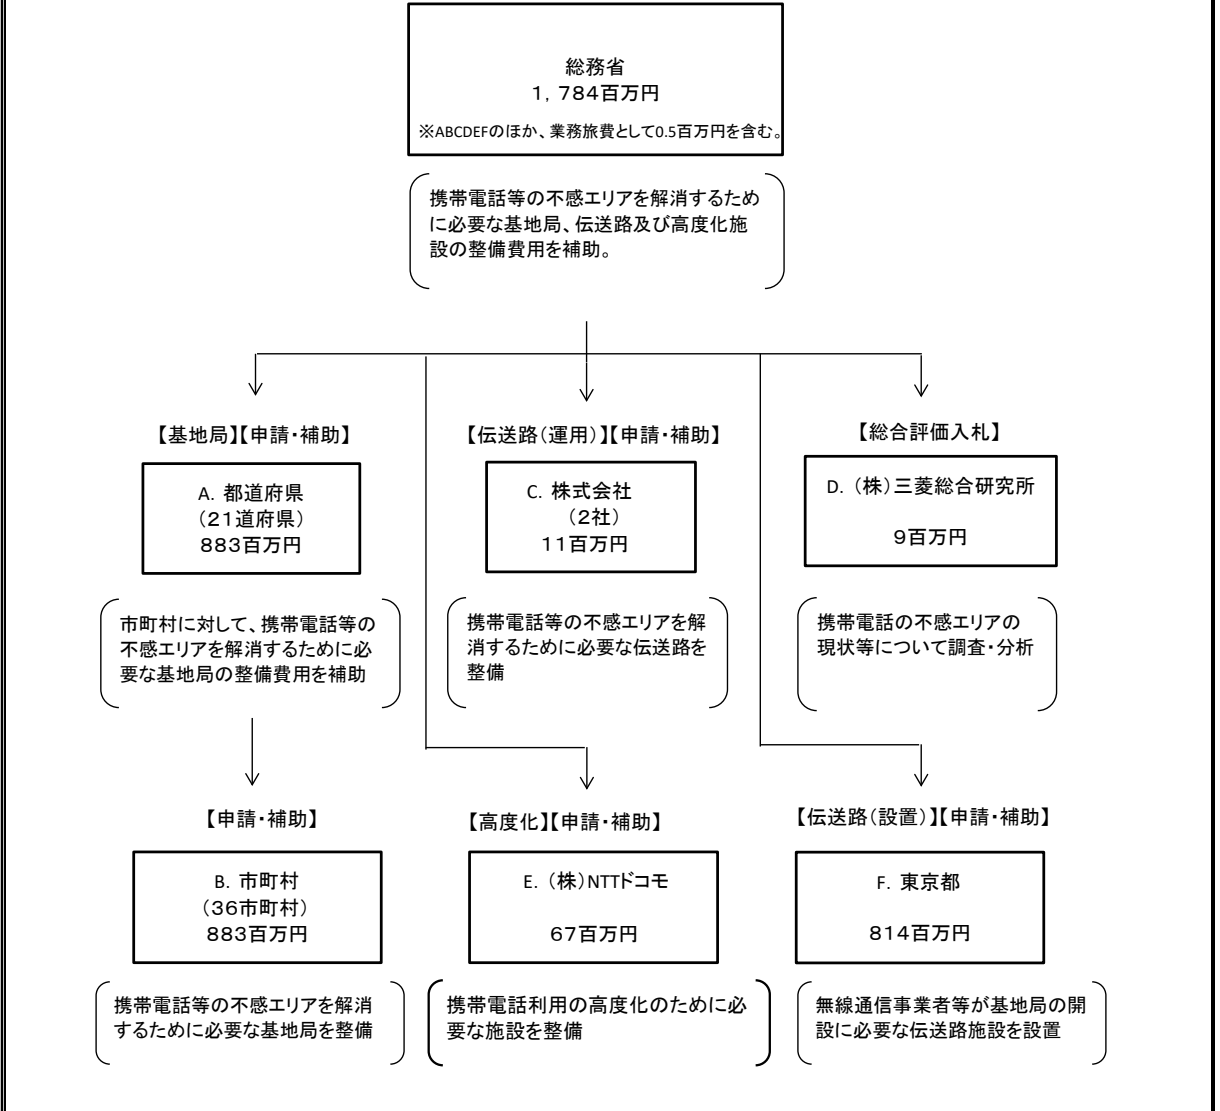 総務省
1，784百万円
※ABCDEFのほか、業務旅費として0.5百万円を含む。
携帯電話等の不感エリアを解消するため
に必要な基地局、伝送路及び高度化施
設の整備費用を補助。
【基地局】【申請・補助】
A．都道府県
（21道府県）
883百万円
市町村に対して、携帯電話等の
不感エリアを解消するために必
要な基地局の整備費用を補助
【伝送路（運用）】【申請・補助】
C．株式会社
（2社）
11百万円
携帯電話等の不感エリアを解
消するために必要な伝送路を
整備
【総合評価入札】
D．（株）三菱総合研究所
9百万円
携帯電話の不感エリアの
現状等について調査・分析
【申請・補助】
B．市町村
（36市町村）
883百万円
携帯電話等の不感エリアを解消
するために必要な基地局を整備
【高度化】【申請・補助】
E．（株）NTTドコモ
67百万円
携帯電話利用の高度化のために必
要な施設を整備
【伝送路（設置）】【申請・補助】
F．東京都
814百万円
無線通信事業者等が基地局の開
設に必要な伝送路施設を設置